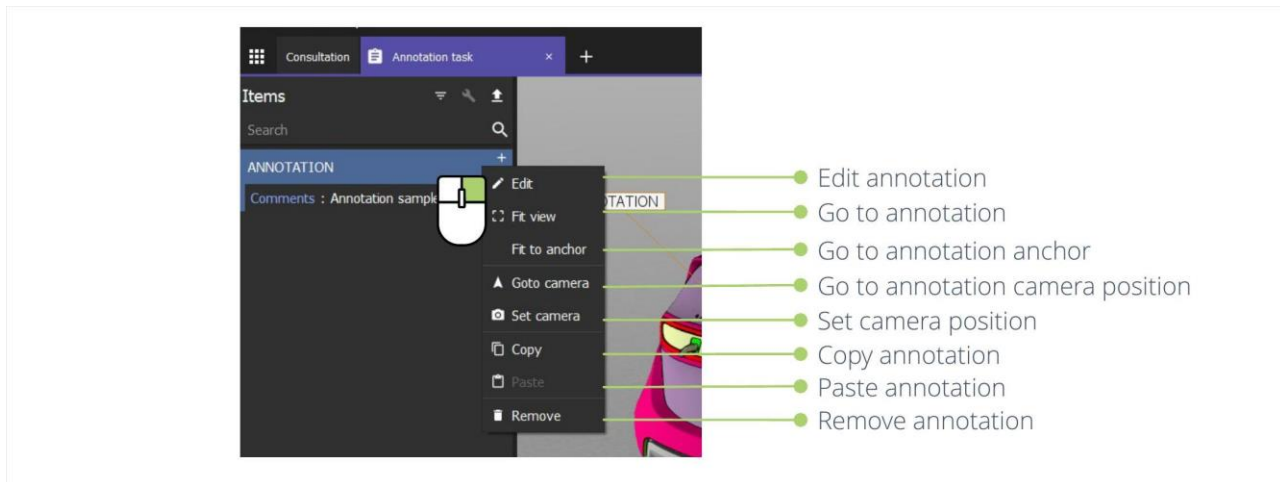 Consultation
Annotation task
Items
Search
ANNOTATION
Comments : Annotation sample
TATION
Edit
Fit view
Fit to anchor
Goto camera
Set camera
Copy
Paste
Remove
Edit annotation
Go to annotation
Go to annotation anchor
Go to annotation camera position
Set camera position
Copy annotation
Paste annotation
Remove annotation